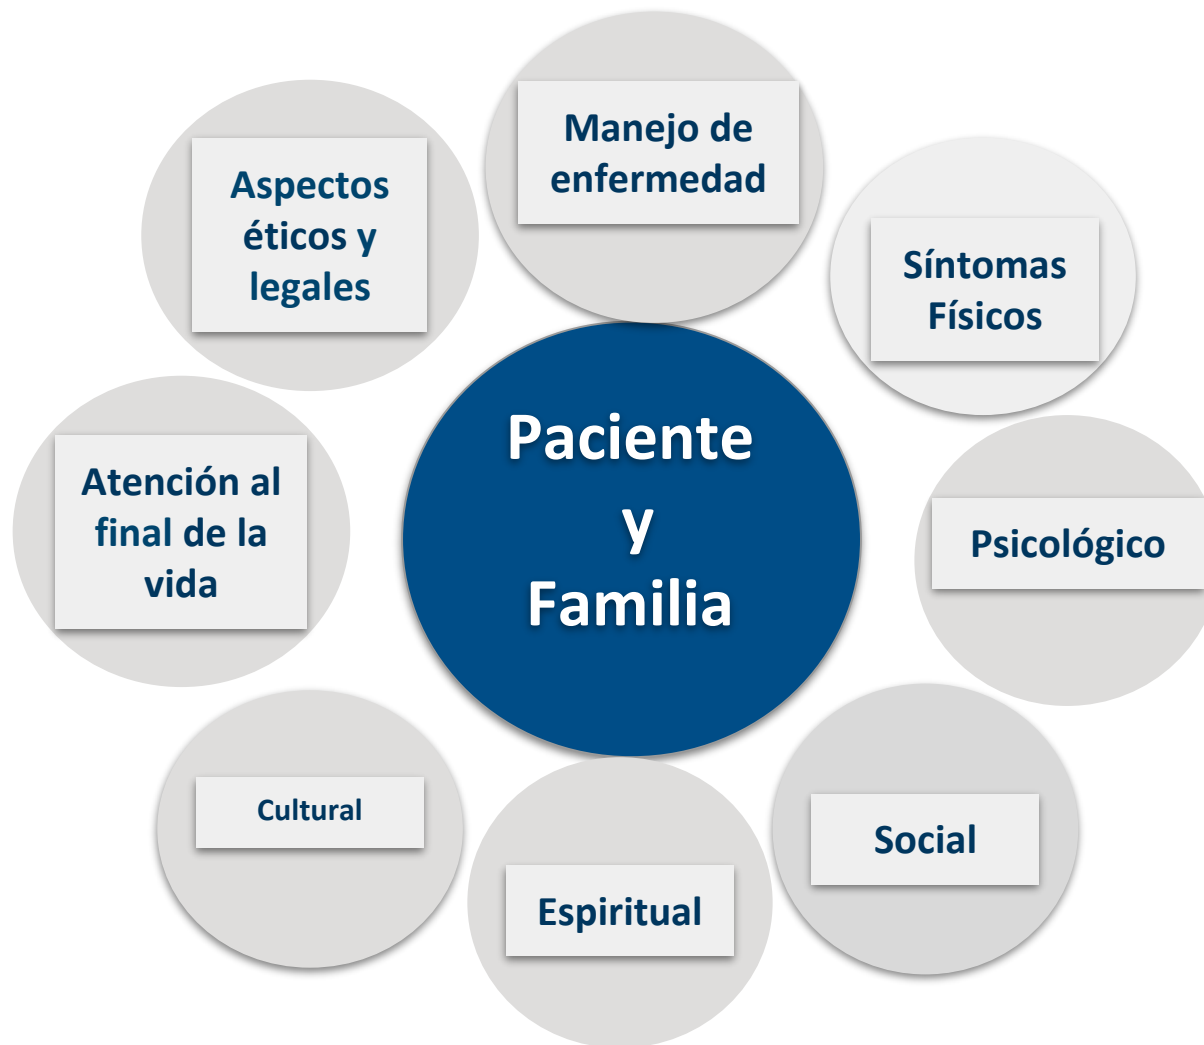 Manejo de
enfermedad
Aspectos
éticos y
legales
Síntomas
Físicos
Paciente
y
Familia
Atención al
final de la
vida
Psicológico
Cultural
Social
Espiritual